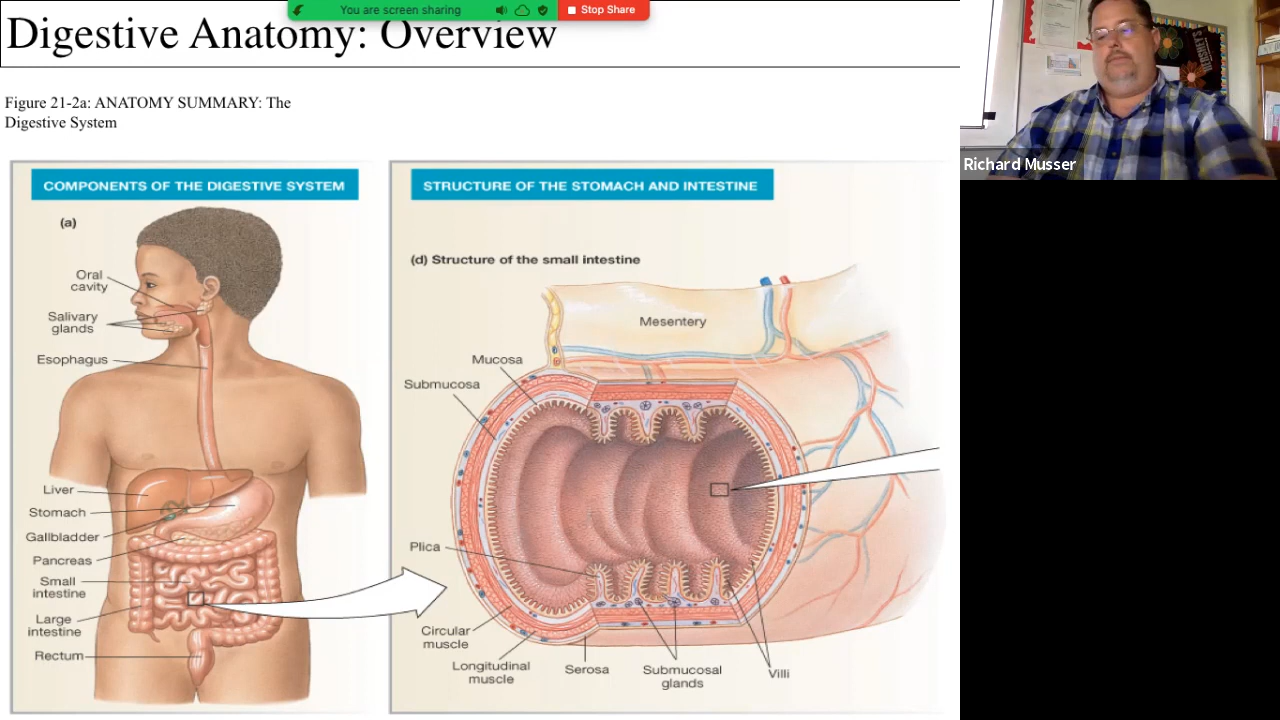 You are screen sharing
Stop Share
Digestive Anatomy: Overview
Figure 21-2a: ANATOMY SUMMARY: The
Digestive System
Richard Musser
COMPONENTS OF THE DIGESTIVE SYSTEM
(a)
Oral
cavity
Salivary
glands
Esophagus
Liver
Stomach
Gallbladder
Pancreas
Small
intestine
Large
intestine
Rectum
STRUCTURE OF THE STOMACH AND INTESTINE
(d) Structure of the small intestine
Mesentery
Mucosa
Submucosa
Plica
Circular
muscle
Longitudinal
muscle
Serosa
Submucosal
glands
Villi
HERSHEY'S